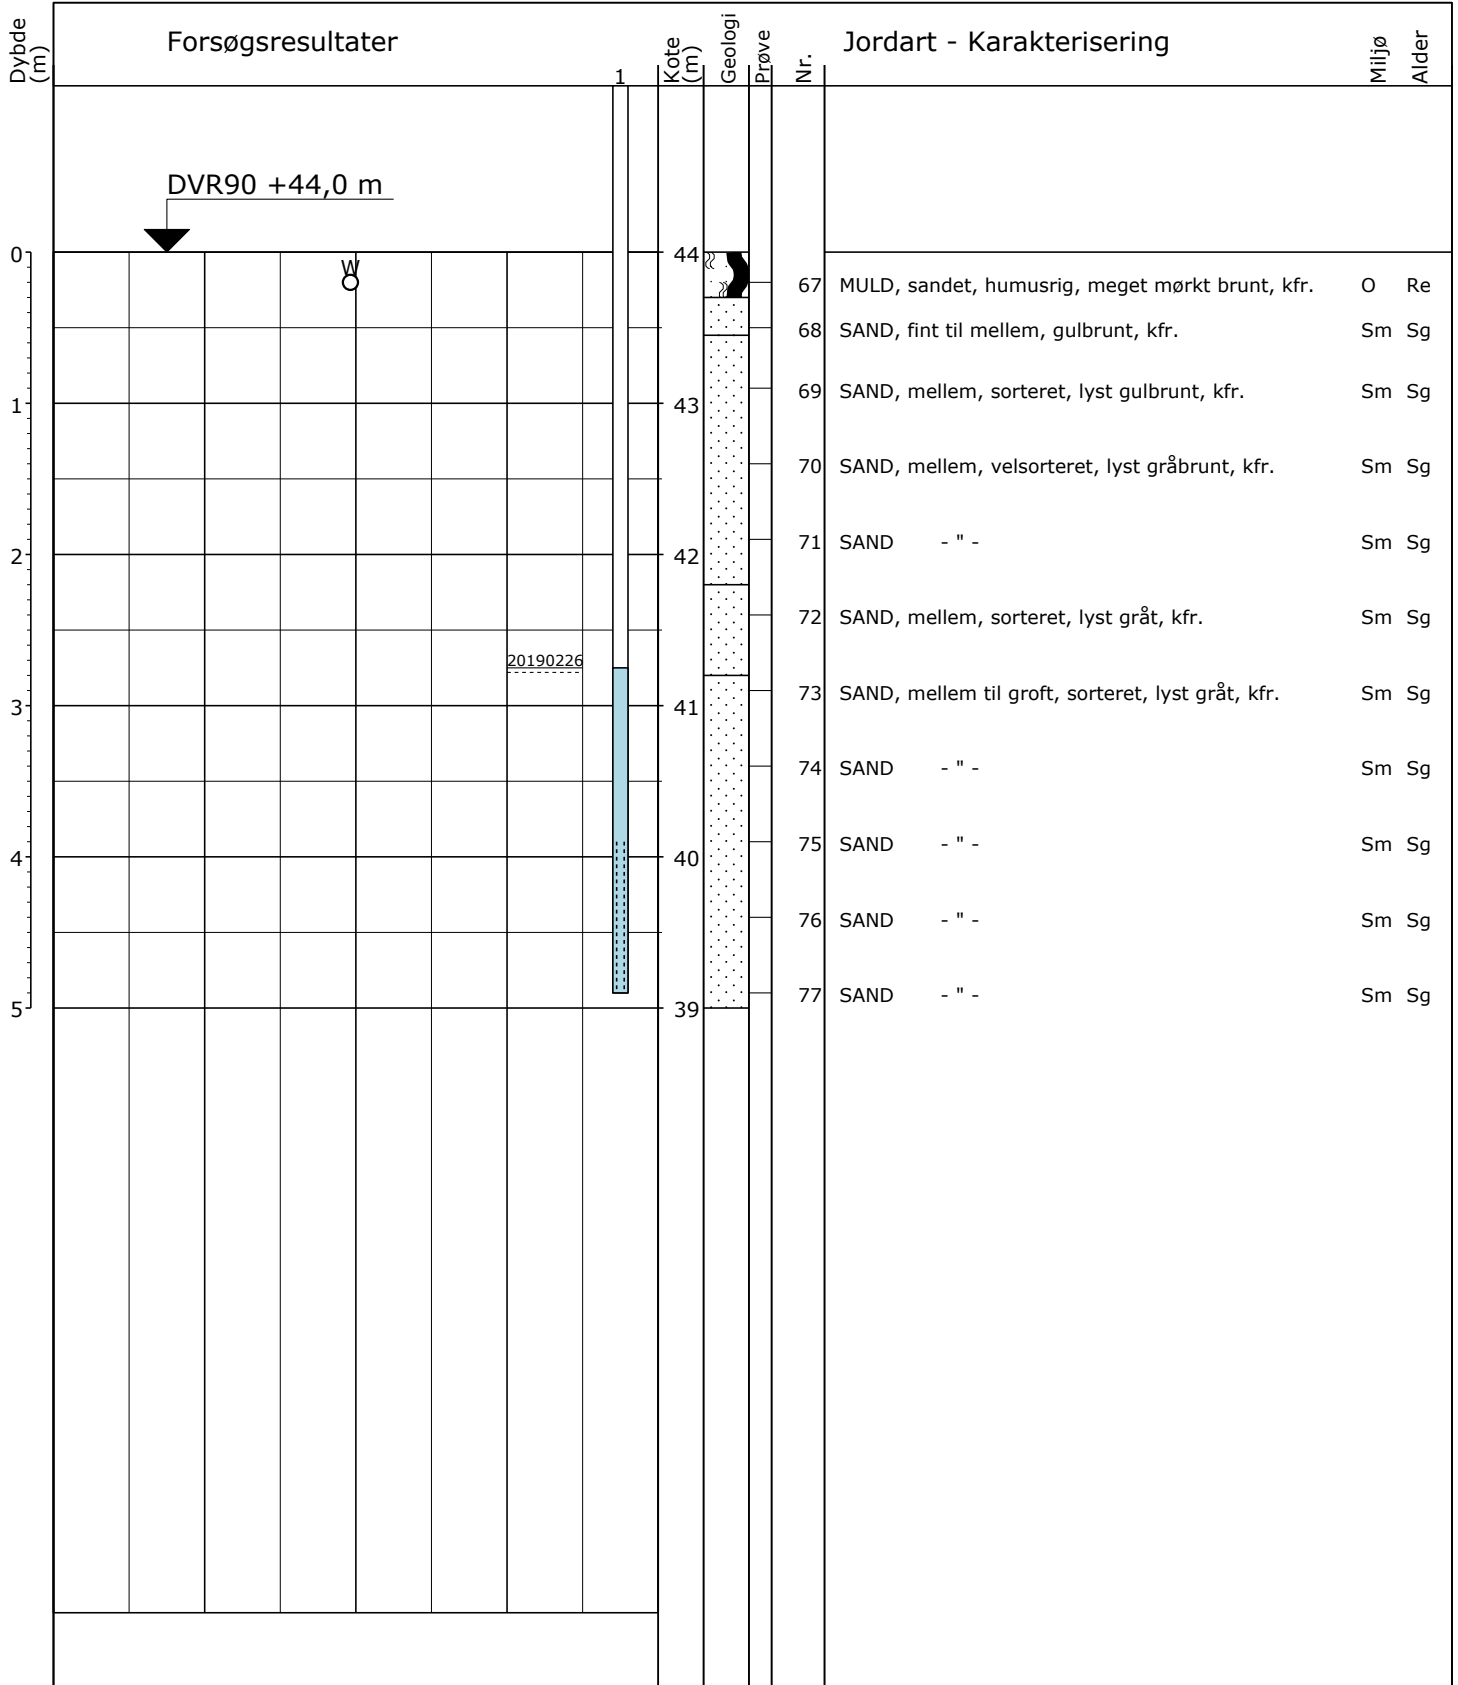 Dybde (m) Forsøgsresultater 1 Kote (m) Geologi Prøve Nr. Jordart - Karakterisering Miljø Alder
DVR90 +44,0 m
0 44
W
67 MULD, sandet, humusrig, meget mørkt brunt, kfr. O Re
68 SAND, fint til mellem, gulbrunt, kfr. Sm Sg
69 SAND, mellem, sorteret, lyst gulbrunt, kfr. Sm Sg
1 43
70 SAND, mellem, velsorteret, lyst gråbrunt, kfr. Sm Sg
71 SAND - " - Sm Sg
2 42
72 SAND, mellem, sorteret, lyst gråt, kfr. Sm Sg
20190226
73 SAND, mellem til groft, sorteret, lyst gråt, kfr. Sm Sg
3 41
74 SAND - " - Sm Sg
75 SAND - " - Sm Sg
4 40
76 SAND - " - Sm Sg
77 SAND - " - Sm Sg
5 39